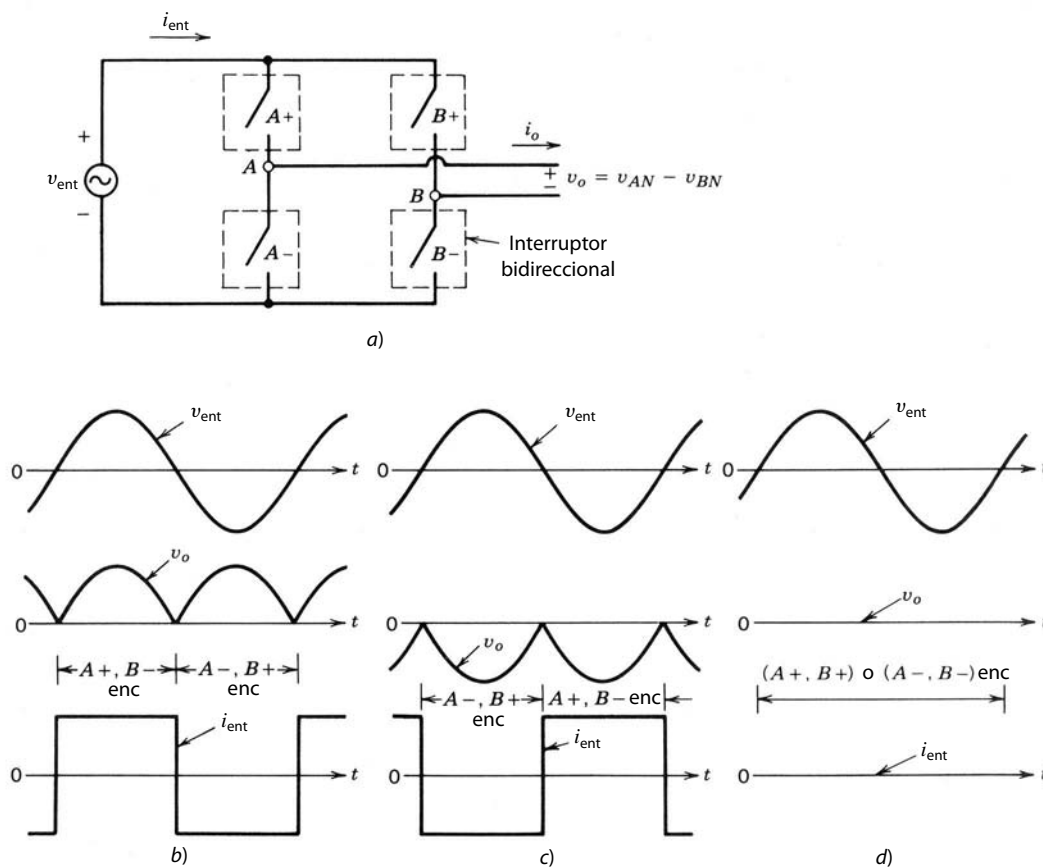 i_ent
A+
B+
i_o
+
A
+
v_ent
v_o = v_AN − v_BN
−
B
−
A−
B−
Interruptor
bidireccional
a)
v_ent
v_ent
v_ent
0
t
0
t
0
t
v_o
v_o
0
t
0
t
0
t
v_o
A+, B− A−, B+
enc enc
A−, B+ A+, B− enc
enc
(A+, B+) o (A−, B−) enc
i_ent
i_ent
i_ent
0
t
0
t
0
b)
c)
d)